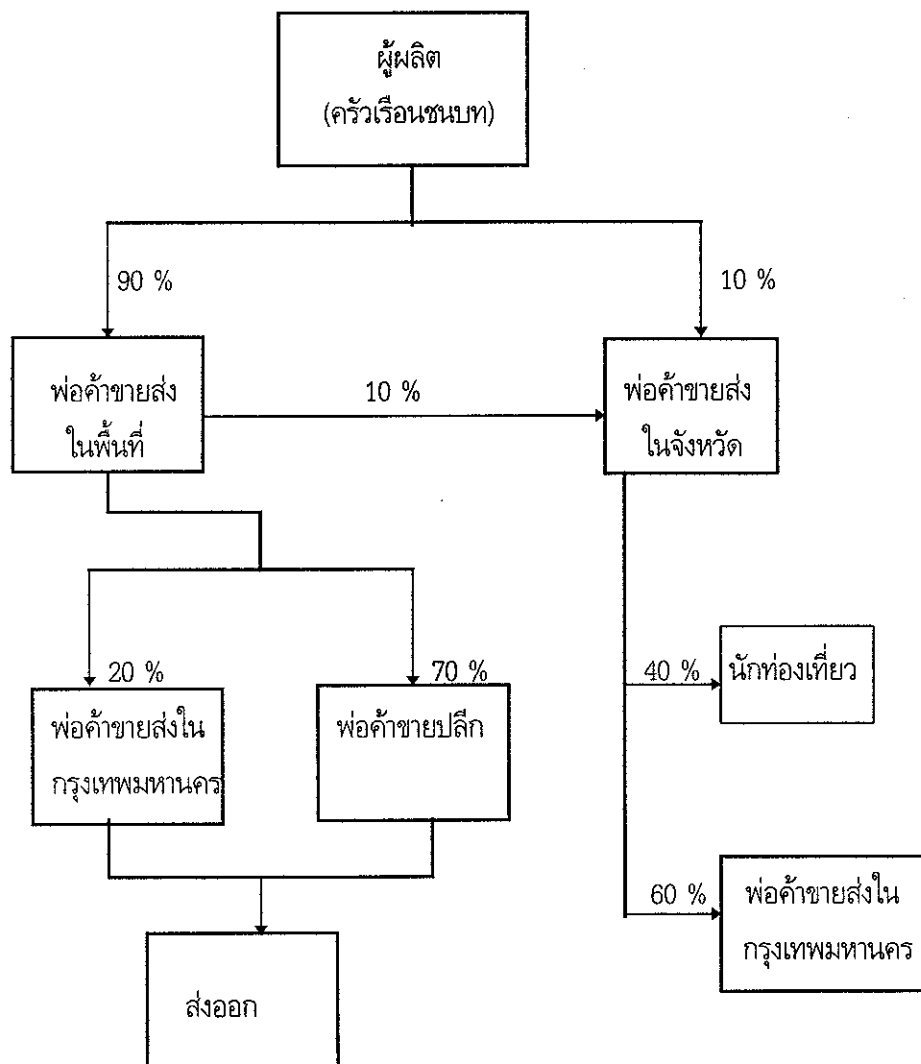 ผู้ผลิต
(ครัวเรือนชนบท)
90 %
10 %
พ่อค้าขายส่ง
ในพื้นที่
10 %
พ่อค้าขายส่ง
ในจังหวัด
20 %
70 %
40 %
นักท่องเที่ยว
พ่อค้าขายส่งใน
กรุงเทพมหานคร
พ่อค้าขายปลีก
60 %
พ่อค้าขายส่งใน
กรุงเทพมหานคร
ส่งออก